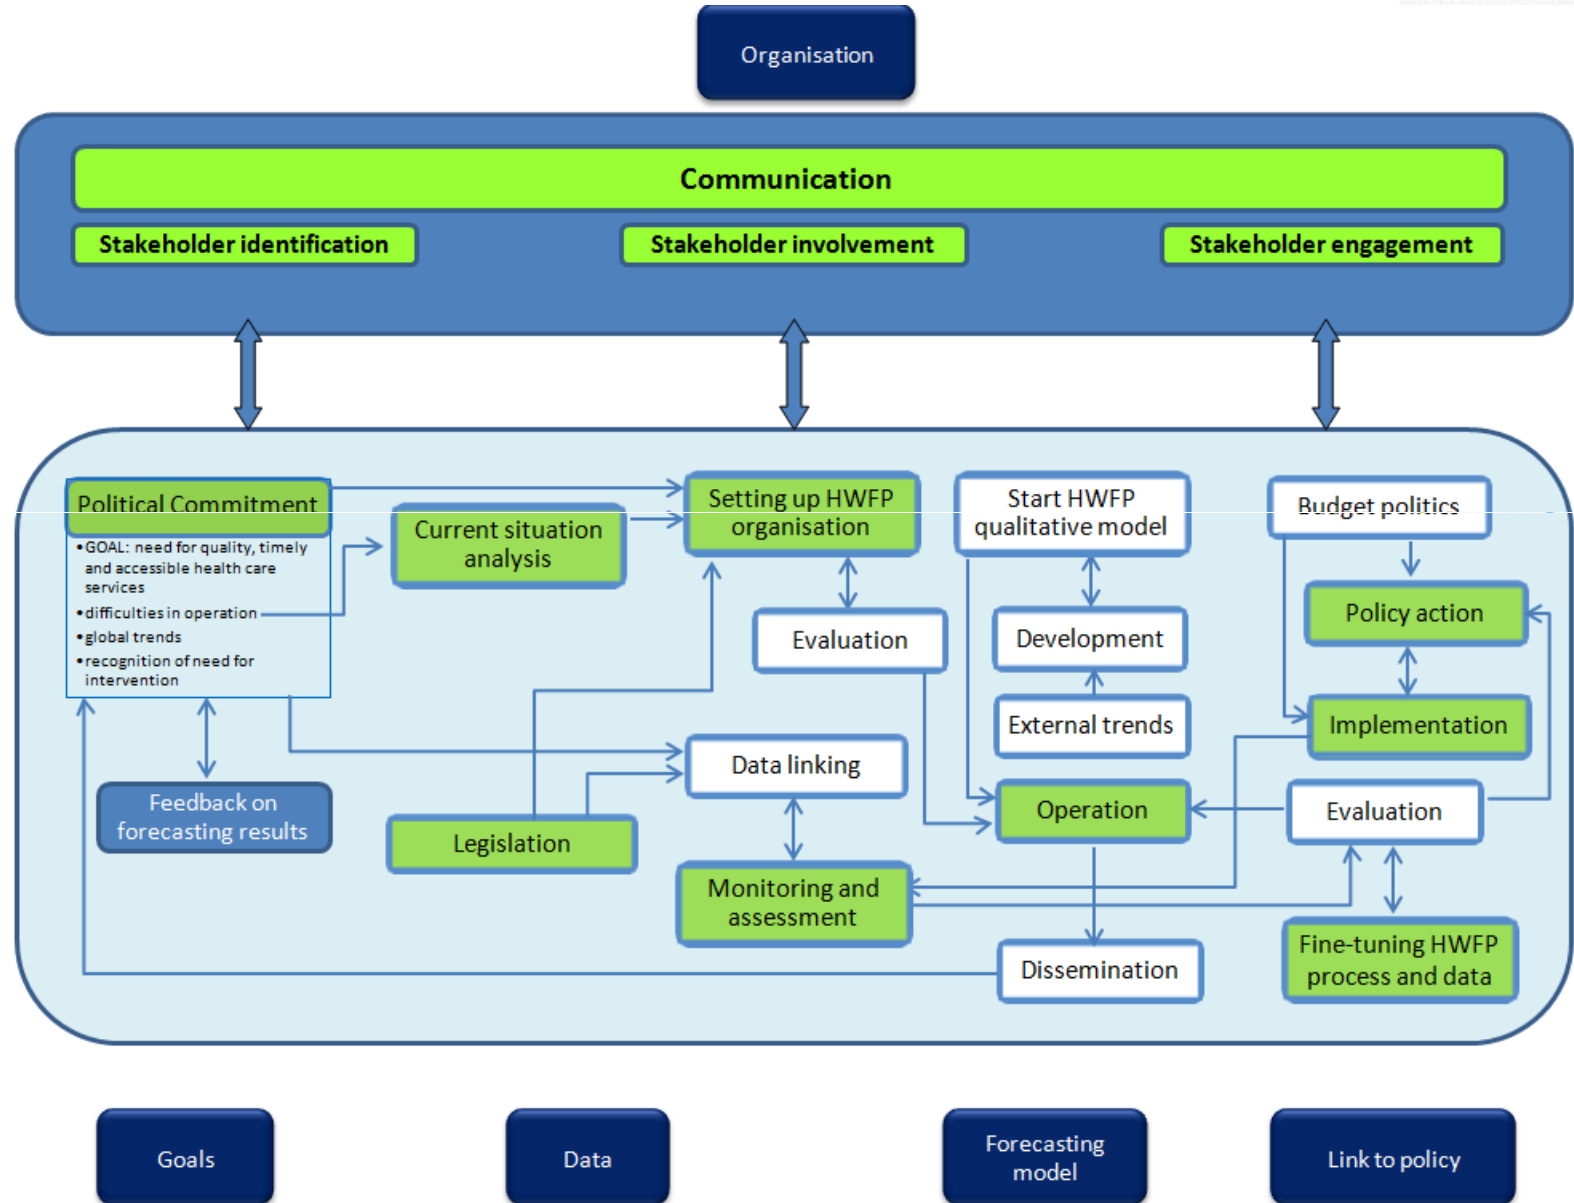 Organisation
Communication
Stakeholder identification
Stakeholder involvement
Stakeholder engagement
Political Commitment
•GOAL: need for quality, timely
and accessible health care
services
•difficulties in operation
•global trends
•recognition of need for
intervention
Feedback on
forecasting results
Current situation
analysis
Legislation
Setting up HWFP
organisation
Evaluation
Data linking
Monitoring and
assessment
Start HWFP
qualitative model
Development
External trends
Operation
Dissemination
Budget politics
Policy action
Implementation
Evaluation
Fine-tuning HWFP
process and data
Goals
Data
Forecasting
model
Link to policy